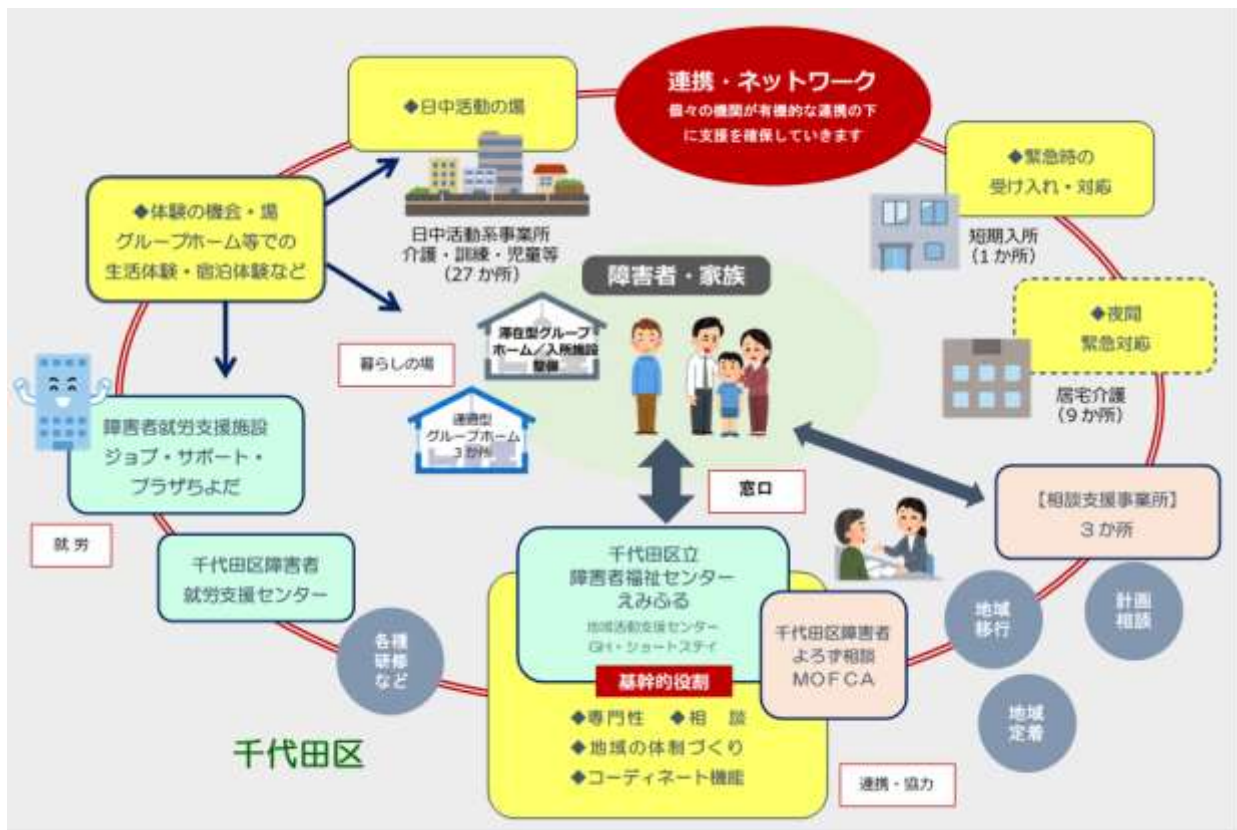 連携・ネットワーク
個々の機関が有機的な連携の下
に支援を確保していきます
◆日中活動の場
日中活動系事業所
介護・訓練・児童等
(27か所)
◆緊急時の
受け入れ・対応
短期入所
(1か所)
◆体験の機会・場
グループホーム等での
生活体験・宿泊体験など
障害者・家族
滞在型グループ
ホーム/入所施設
整備
暮らしの場
通過型
グループホーム
3か所
◆夜間
緊急対応
居宅介護
(9か所)
障害者就労支援施設
ジョブ・サポート・
プラザちよだ
就労
窓口
【相談支援事業所】
3か所
千代田区障害者
就労支援センター
千代田区立
障害者福祉センター
えみふる
地域活動支援センター
GH・ショートステイ
基幹的役割
◆専門性 ◆相 談
◆地域の体制づくり
◆コーディネート機能
千代田区障害者
よろず相談
MOFCA
地域
移行
計画
相談
地域
定着
各種
研修
など
千代田区
連携・協力